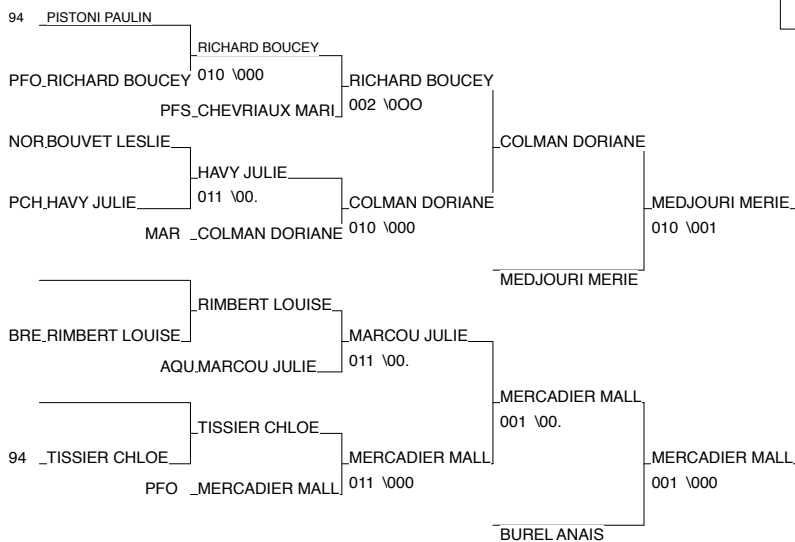 94 PISTONI PAULIN
RICHARD BOUCEY
PFO RICHARD BOUCEY 010 \000 RICHARD BOUCEY
PFS CHEVRIAUX MARI 002 \0OO
NOR BOUVET LESLIE COLMAN DORIANE
HAVY JULIE
PCH HAVY JULIE 011 \00. COLMAN DORIANE MEDJOURI MERIE
MAR COLMAN DORIANE 010 \000 010 \001
MEDJOURI MERIE
RIMBERT LOUISE
BRE RIMBERT LOUISE MARCOU JULIE
AQU MARCOU JULIE 011 \00.
MERCADIER MALL
TISSIER CHLOE 001 \00.
94 TISSIER CHLOE MERCADIER MALL MERCADIER MALL
PFO MERCADIER MALL 011 \000 001 \000
BUREL ANAIS